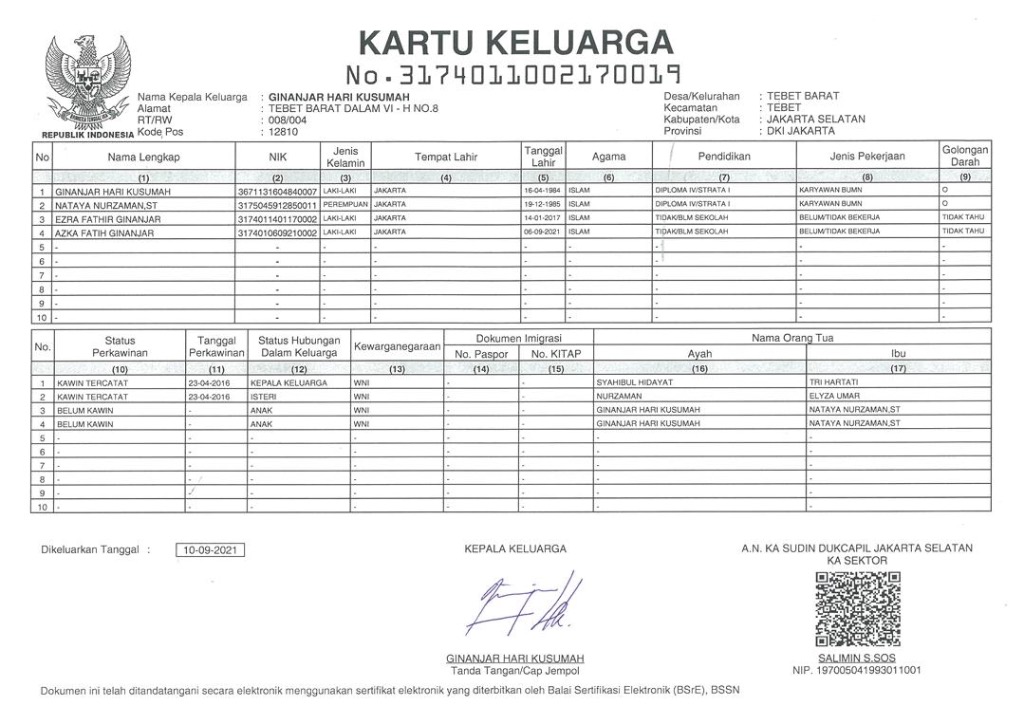 KARTU KELUARGA
No.3174011002170019
REPUBLIK INDONESIA
Nama Kepala Keluarga : GINANJAR HARI KUSUMAH
Alamat : TEBET BARAT DALAM VI - H NO.8
RT/RW : 008/004
Kode Pos : 12810
Desa/Kelurahan : TEBET BARAT
Kecamatan : TEBET
Kabupaten/Kota : JAKARTA SELATAN
Provinsi : DKI JAKARTA
No Nama Lengkap NIK Jenis Kelamin Tempat Lahir Tanggal Lahir Agama Pendidikan Jenis Pekerjaan Golongan Darah
(1) (2) (3) (4) (5) (6) (7) (8) (9)
1 GINANJAR HARI KUSUMAH 3671131604840007 LAKI-LAKI JAKARTA 16-04-1984 ISLAM DIPLOMA IV/STRATA I KARYAWAN BUMN O
2 NATAYA NURZAMAN,ST 3175045912850011 PEREMPUAN JAKARTA 19-12-1985 ISLAM DIPLOMA IV/STRATA I KARYAWAN BUMN O
3 EZRA FATHIR GINANJAR 3174011401170002 LAKI-LAKI JAKARTA 14-01-2017 ISLAM TIDAK/BLM SEKOLAH BELUM/TIDAK BEKERJA TIDAK TAHU
4 AZKA FATIH GINANJAR 3174010609210002 LAKI-LAKI JAKARTA 06-09-2021 ISLAM TIDAK/BLM SEKOLAH BELUM/TIDAK BEKERJA TIDAK TAHU
5 - - - - - - - - -
6 - - - - - - - - -
7 - - - - - - - - -
8 - - - - - - - - -
9 - - - - - - - - -
10 - - - - - - - - -
No. Status Perkawinan Tanggal Perkawinan Status Hubungan Dalam Keluarga Kewarganegaraan Dokumen Imigrasi Nama Orang Tua
No. Paspor No. KITAP Ayah Ibu
(10) (11) (12) (13) (14) (15) (16) (17)
1 KAWIN TERCATAT 23-04-2016 KEPALA KELUARGA WNI - - SYAHIBUL HIDAYAT TRI HARTATI
2 KAWIN TERCATAT 23-04-2016 ISTERI WNI - - NURZAMAN ELYZA UMAR
3 BELUM KAWIN - ANAK WNI - - GINANJAR HARI KUSUMAH NATAYA NURZAMAN,ST
4 BELUM KAWIN - ANAK WNI - - GINANJAR HARI KUSUMAH NATAYA NURZAMAN,ST
5 - - - - - - - -
6 - - - - - - - -
7 - - - - - - - -
8 - - - - - - - -
9 - - - - - - - -
10 - - - - - - - -
Dikeluarkan Tanggal : 10-09-2021
KEPALA KELUARGA
GINANJAR HARI KUSUMAH
Tanda Tangan/Cap Jempol
A.N. KA SUDIN DUKCAPIL JAKARTA SELATAN
KA SEKTOR
SALIMIN S.SOS
NIP. 197005041993011001
Dokumen ini telah ditandatangani secara elektronik menggunakan sertifikat elektronik yang diterbitkan oleh Balai Sertifikasi Elektronik (BSrE), BSSN